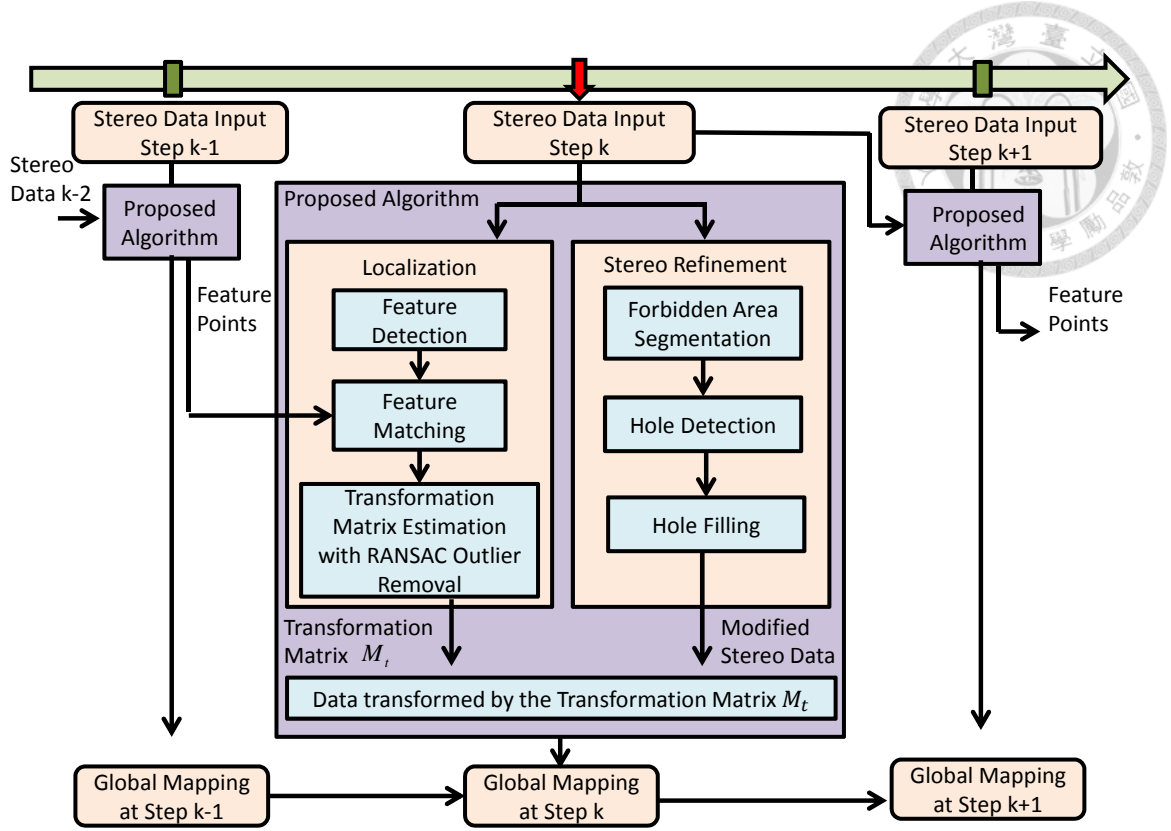 Stereo Data Input
Step k-1
Stereo Data Input
Step k
Stereo Data Input
Step k+1
Stereo
Data k-2
Proposed
Algorithm
Proposed Algorithm
Proposed
Algorithm
Feature
Points
Localization
Feature
Detection
Feature
Matching
Transformation
Matrix Estimation
with RANSAC Outlier
Removal
Stereo Refinement
Forbidden Area
Segmentation
Hole Detection
Hole Filling
Feature
Points
Transformation
Matrix M_t
Modified
Stereo Data
Data transformed by the Transformation Matrix M_t
Global Mapping
at Step k-1
Global Mapping
at Step k
Global Mapping
at Step k+1